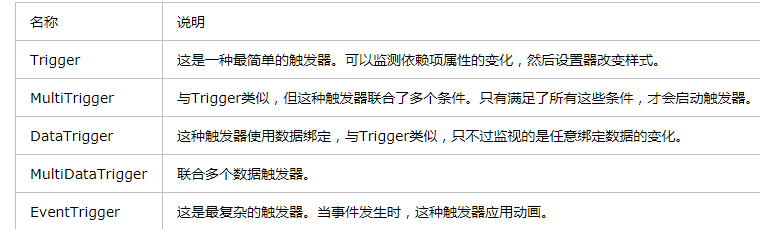 名称 说明
Trigger 这是一种最简单的触发器。可以监测依赖项属性的变化，然后设置器改变样式。
MultiTrigger 与Trigger类似，但这种触发器联合了多个条件。只有满足了所有这些条件，才会启动触发器。
DataTrigger 这种触发器使用数据绑定，与Trigger类似，只不过监视的是任意绑定数据的变化。
MultiDataTrigger 联合多个数据触发器。
EventTrigger 这是最复杂的触发器。当事件发生时，这种触发器应用动画。